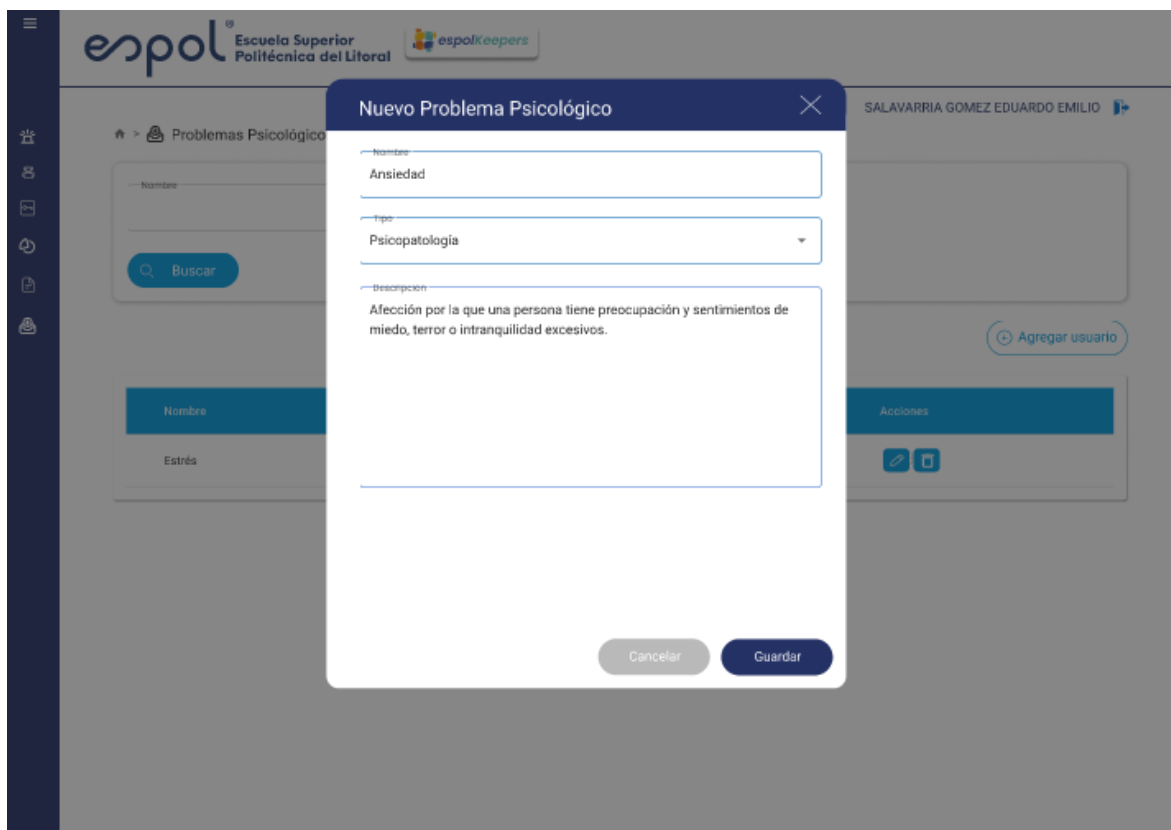 espol®
Escuela Superior
Politécnica del Litoral
espolKeepers
SALAVARRIA GOMEZ EDUARDO EMILIO
> Problemas Psicológico
Nombre
Buscar
Agregar usuario
Nombre
Acciones
Estrés
Nuevo Problema Psicológico
Nombre
Ansiedad
Tipo
Psicopatología
Descripción
Afección por la que una persona tiene preocupación y sentimientos de
miedo, terror o intranquilidad excesivos.
Cancelar
Guardar